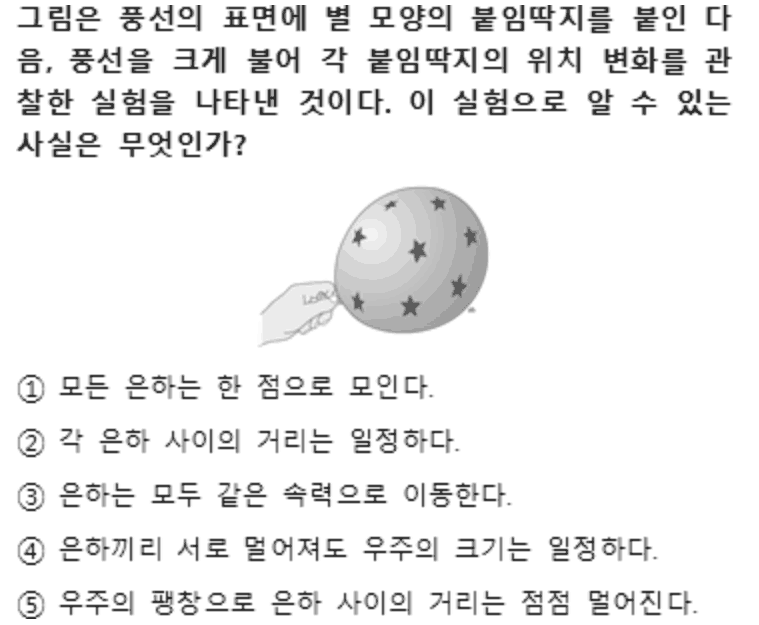 그림은 풍선의 표면에 별 모양의 붙임딱지를 붙인 다
음, 풍선을 크게 불어 각 붙임딱지의 위치 변화를 관
찰한 실험을 나타낸 것이다. 이 실험으로 알 수 있는
사실은 무엇인가?
① 모든 은하는 한 점으로 모인다.
② 각 은하 사이의 거리는 일정하다.
③ 은하는 모두 같은 속력으로 이동한다.
④ 은하끼리 서로 멀어져도 우주의 크기는 일정하다.
⑤ 우주의 팽창으로 은하 사이의 거리는 점점 멀어진다.